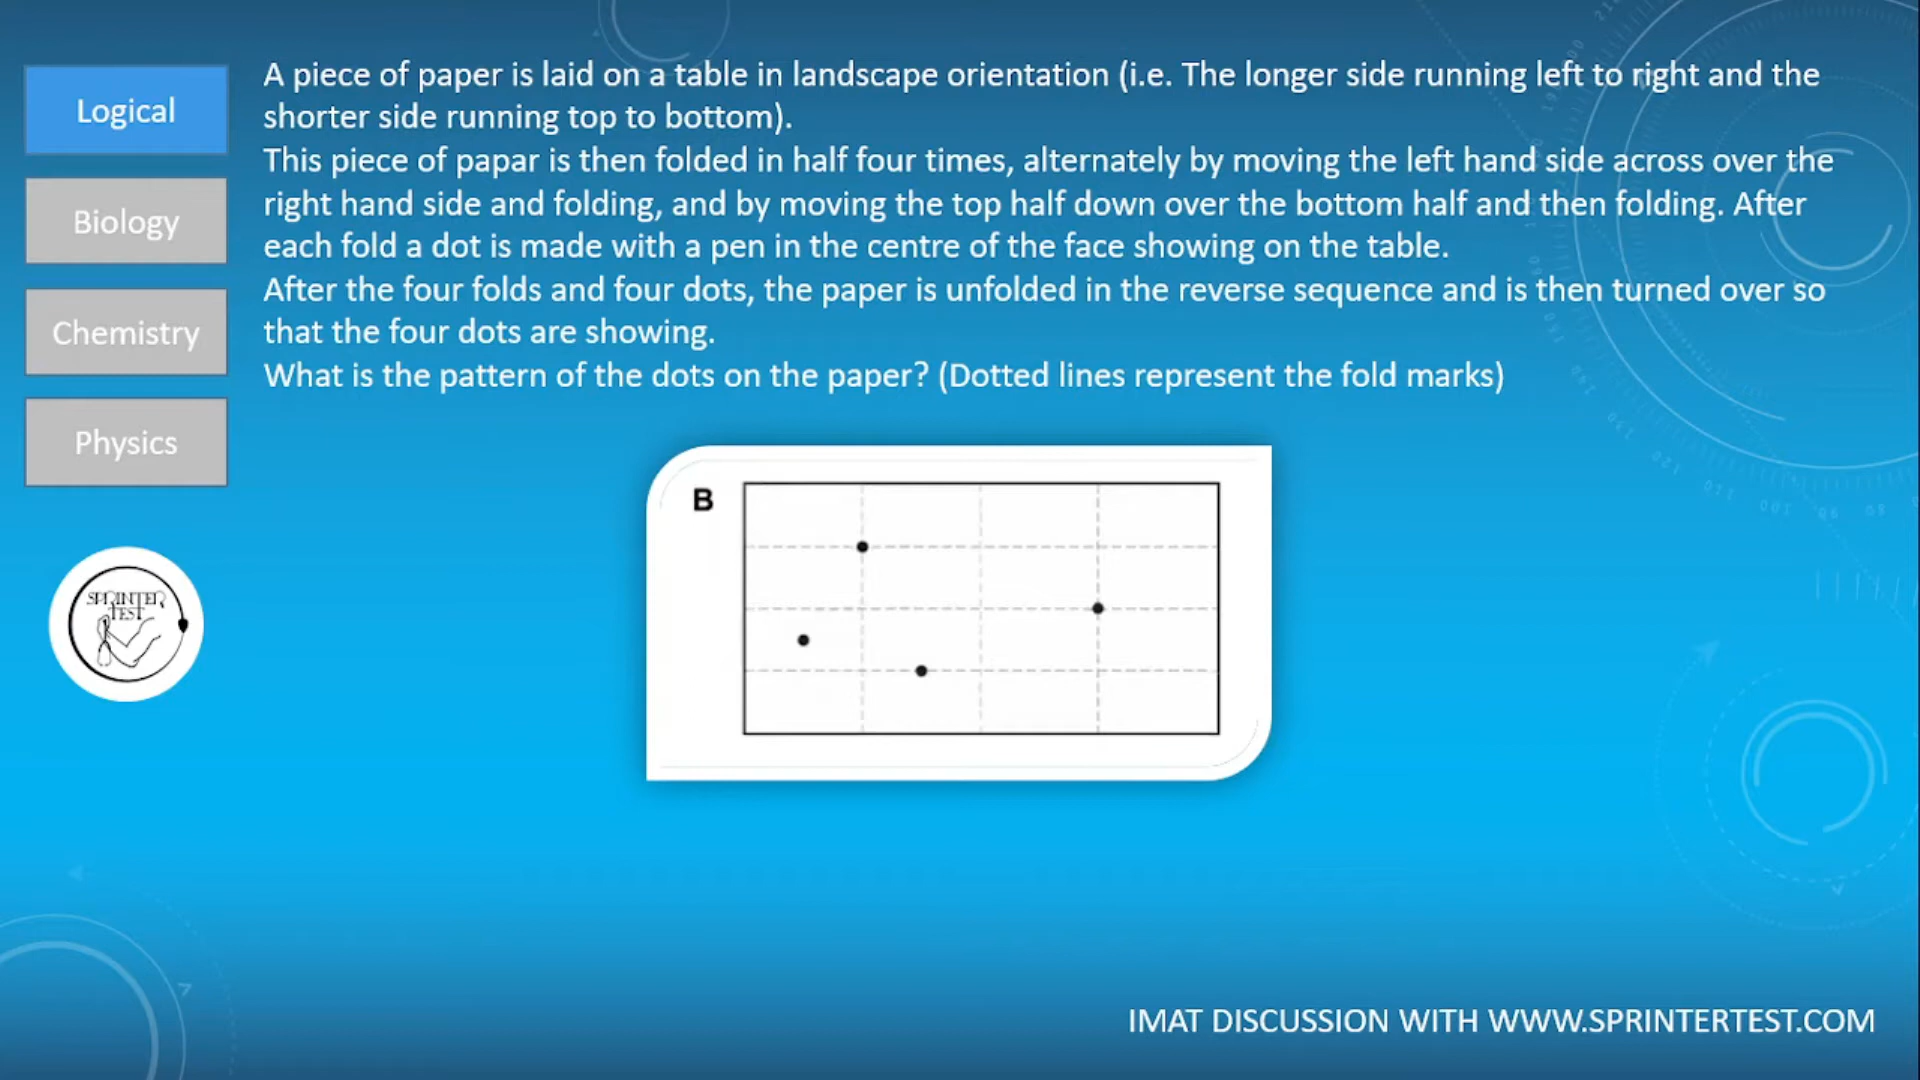 Logical
Biology
Chemistry
Physics
SPRINTER
TEST
A piece of paper is laid on a table in landscape orientation (i.e. The longer side running left to right and the
shorter side running top to bottom).
This piece of papar is then folded in half four times, alternately by moving the left hand side across over the
right hand side and folding, and by moving the top half down over the bottom half and then folding. After
each fold a dot is made with a pen in the centre of the face showing on the table.
After the four folds and four dots, the paper is unfolded in the reverse sequence and is then turned over so
that the four dots are showing.
What is the pattern of the dots on the paper? (Dotted lines represent the fold marks)
B
IMAT DISCUSSION WITH WWW.SPRINTERTEST.COM